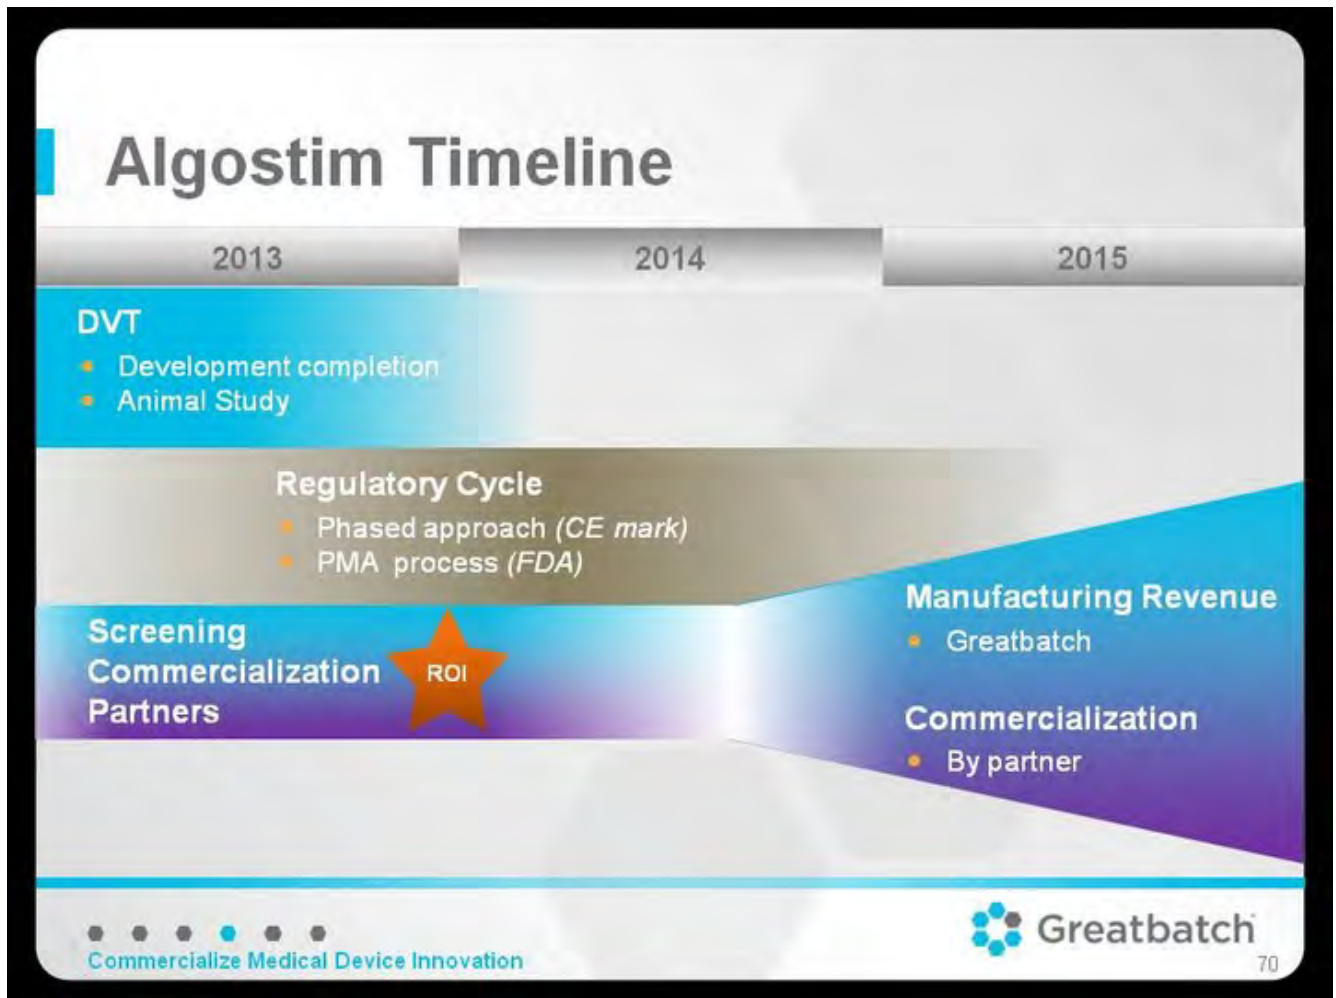 Algostim Timeline
2013
2014
2015
DVT
Development completion
Animal Study
Regulatory Cycle
Phased approach (CE mark)
PMA process (FDA)
Screening
Commercialization
Partners
ROI
Manufacturing Revenue
Greatbatch
Commercialization
By partner
Commercialize Medical Device Innovation
Greatbatch
70